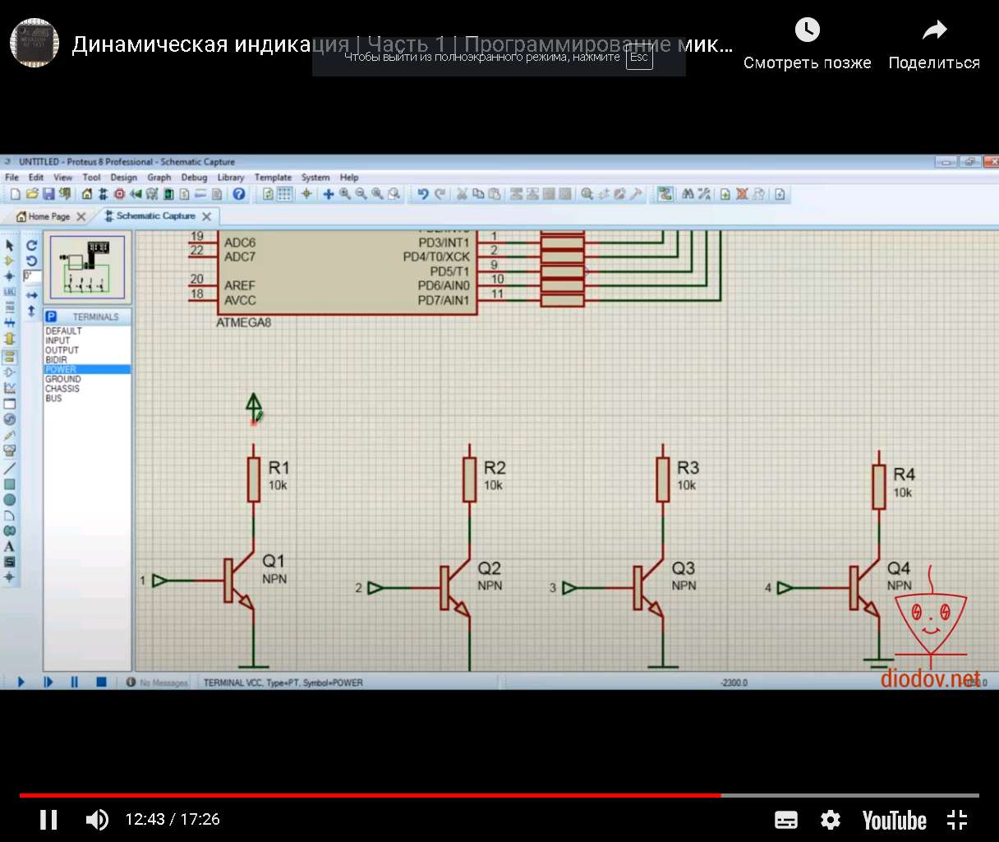 Динамическая индикация | Часть 1 | Программирование мик...
Чтобы выйти из полноэкранного режима, нажмите Esc
Смотреть позже
Поделиться
UNTITLED - Proteus 8 Professional - Schematic Capture
File Edit View Tool Design Graph Debug Library Template System Help
Home Page
Schematic Capture
0°
LBL
P TERMINALS
DEFAULT
INPUT
OUTPUT
BIDIR
POWER
GROUND
CHASSIS
BUS
A
S
19 ADC6 PD3/INT1 1
22 ADC7 PD4/T0/XCK 2
PD5/T1 9
20 AREF PD6/AIN0 10
18 AVCC PD7/AIN1 11
ATMEGA8
R1
10k
R2
10k
R3
10k
R4
10k
1 Q1
NPN
2 Q2
NPN
3 Q3
NPN
4 Q4
NPN
diodov.net
No Messages
TERMINAL VCC, Type=PT, Symbol=POWER
-2300.0
12:43 / 17:26
YouTube